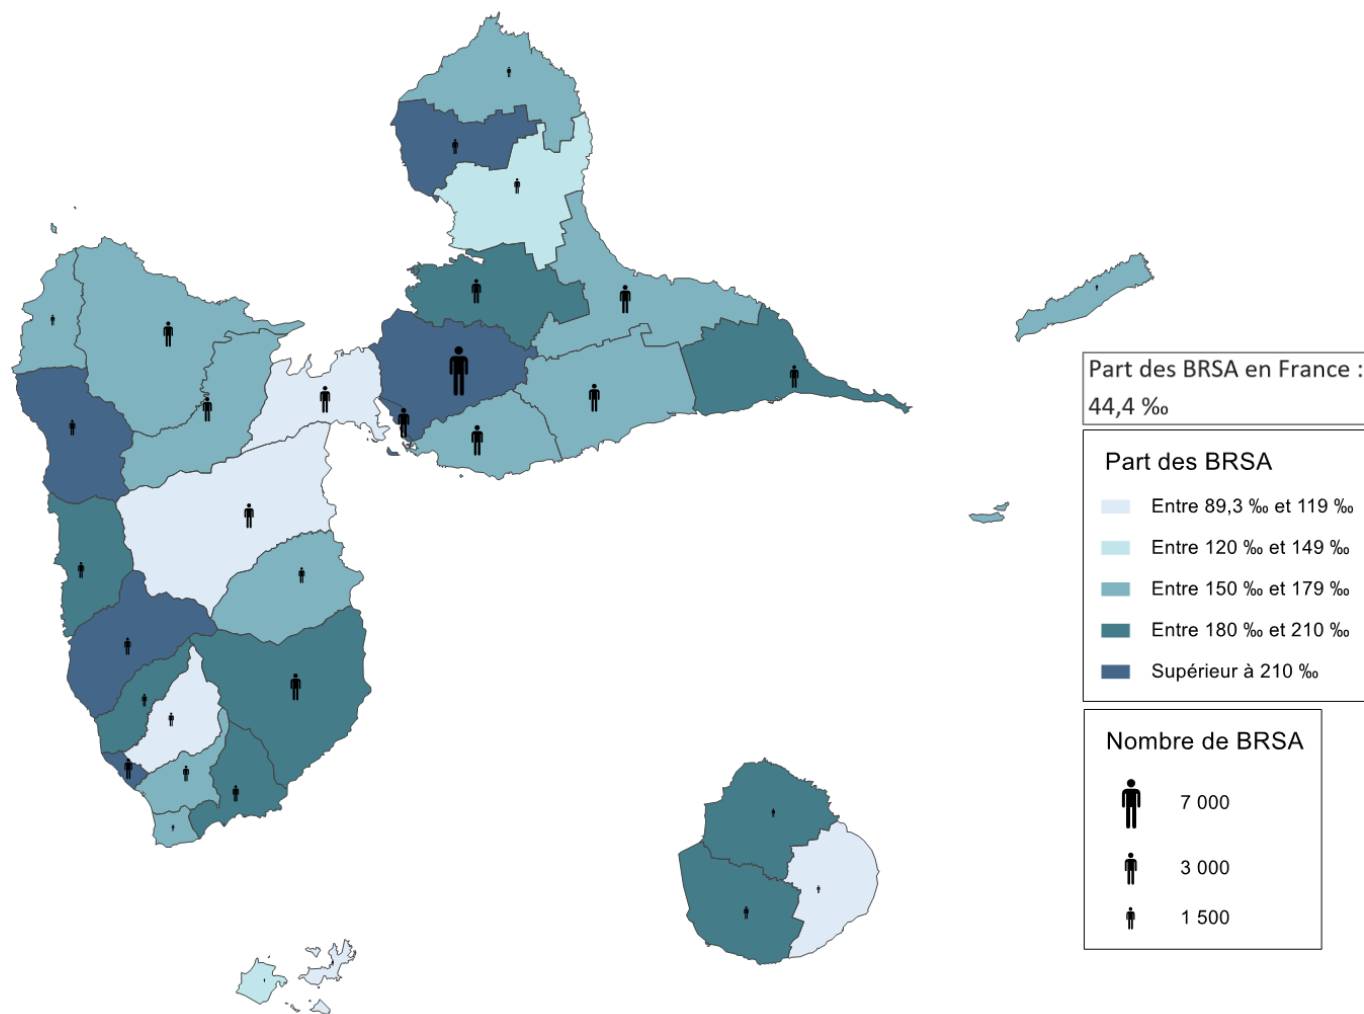 Part des BRSA en France :
44,4 ‰
Part des BRSA
Entre 89,3 ‰ et 119 ‰
Entre 120 ‰ et 149 ‰
Entre 150 ‰ et 179 ‰
Entre 180 ‰ et 210 ‰
Supérieur à 210 ‰
Nombre de BRSA
7 000
3 000
1 500